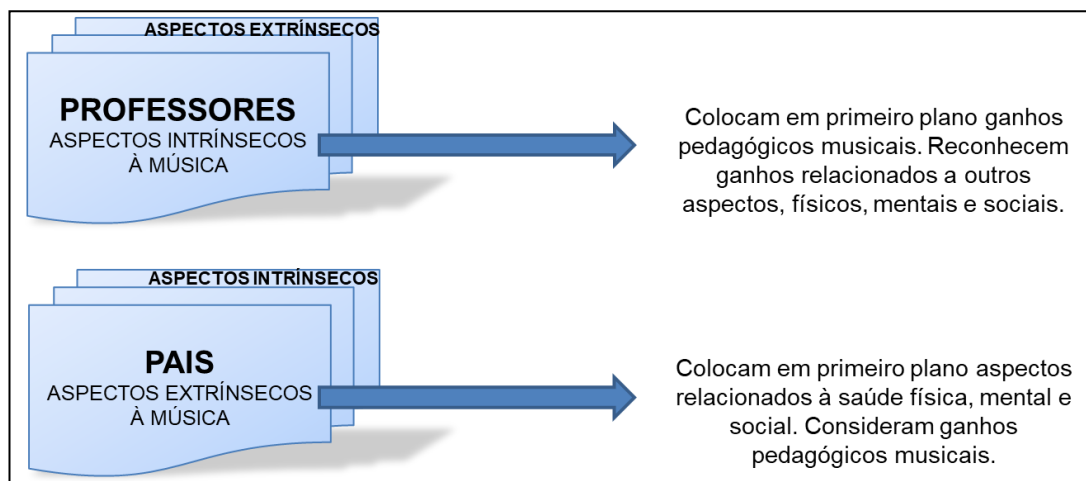 ASPECTOS EXTRÍNSECOS
PROFESSORES
ASPECTOS INTRÍNSECOS
À MÚSICA
Colocam em primeiro plano ganhos
pedagógicos musicais. Reconhecem
ganhos relacionados a outros
aspectos, físicos, mentais e sociais.
ASPECTOS INTRÍNSECOS
PAIS
ASPECTOS EXTRÍNSECOS
À MÚSICA
Colocam em primeiro plano aspectos
relacionados à saúde física, mental e
social. Consideram ganhos
pedagógicos musicais.